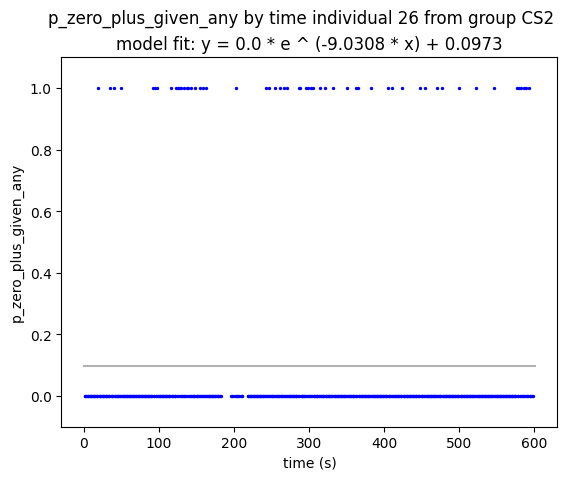 p_zero_plus_given_any by time individual 26 from group CS2
model fit: y = 0.0 * e ^ (-9.0308 * x) + 0.0973
1.0
0.8
0.6
0.4
0.2
0.0
p_zero_plus_given_any
0 100 200 300 400 500 600
time (s)